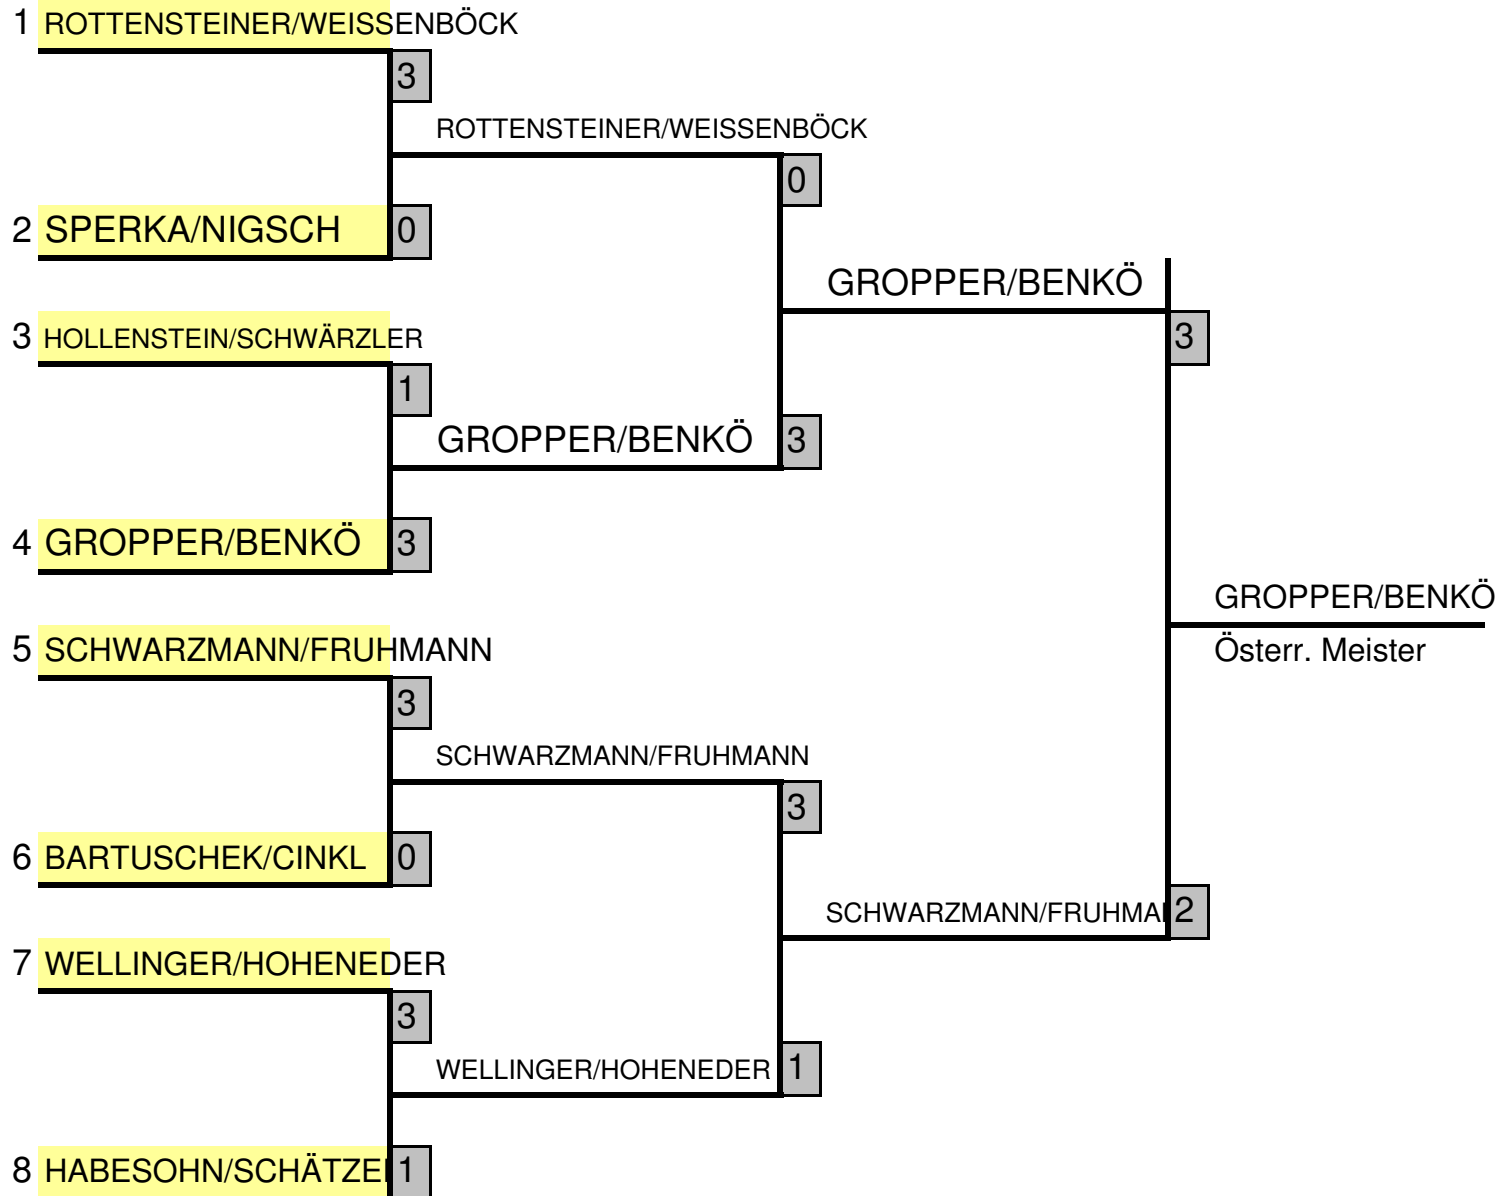 1 ROTTENSTEINER/WEISSENBÖCK
3
ROTTENSTEINER/WEISSENBÖCK
0
2 SPERKA/NIGSCH 0
GROPPER/BENKÖ
3 HOLLENSTEIN/SCHWÄRZLER
3
1
GROPPER/BENKÖ 3
4 GROPPER/BENKÖ 3
GROPPER/BENKÖ
5 SCHWARZMANN/FRUHMANN
Österr. Meister
3
SCHWARZMANN/FRUHMANN
3
6 BARTUSCHEK/CINKL 0
SCHWARZMANN/FRUHMA 2
7 WELLINGER/HOHENEDER
3
WELLINGER/HOHENEDER 1
8 HABESOHN/SCHÄTZE 1